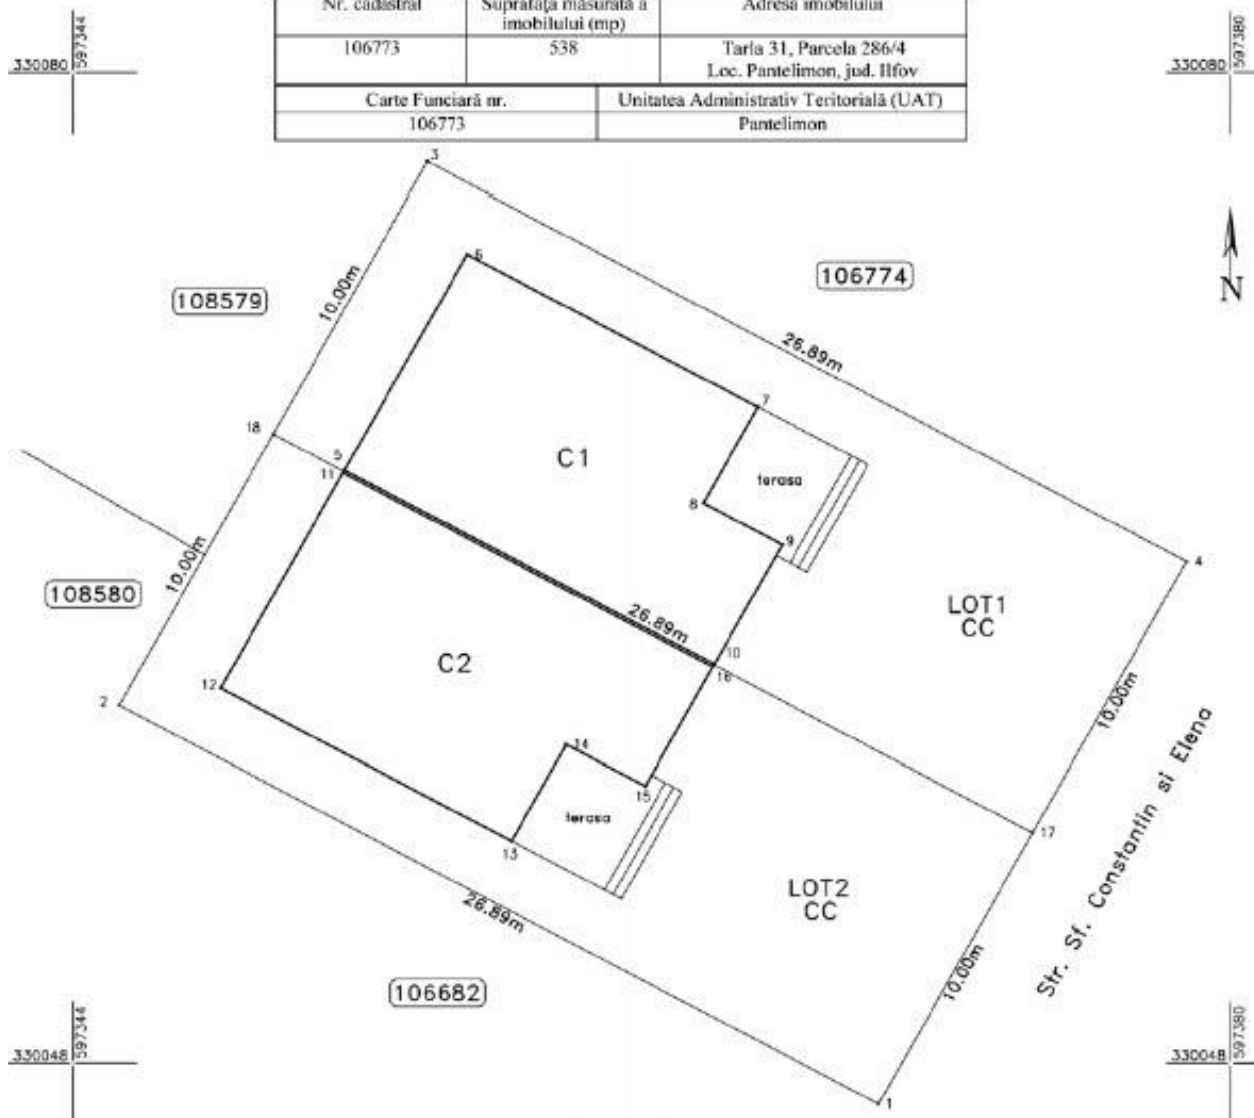 Nr. cadastral
Suprafaţa măsurată a
imobilului (mp)
Adresa imobilului
106773
538
Tarla 31, Parcela 286/4
Loc. Pantelimon, jud. Ilfov
Carte Funciară nr.
Unitatea Administrativ Teritorială (UAT)
106773
Pantelimon
330080
597344
330080
597380
3
106774
N
108579
10.00m
6
26.89m
7
18
5
11
C1
terasa
8
9
4
10.00m
108580
LOT1
CC
26.89m
10
16
C2
12
2
10.00m
14
15
terasa
13
17
Str. Sf. Constantin si Elena
LOT2
CC
26.89m
10.00m
106682
330048
597344
330048
597380
1